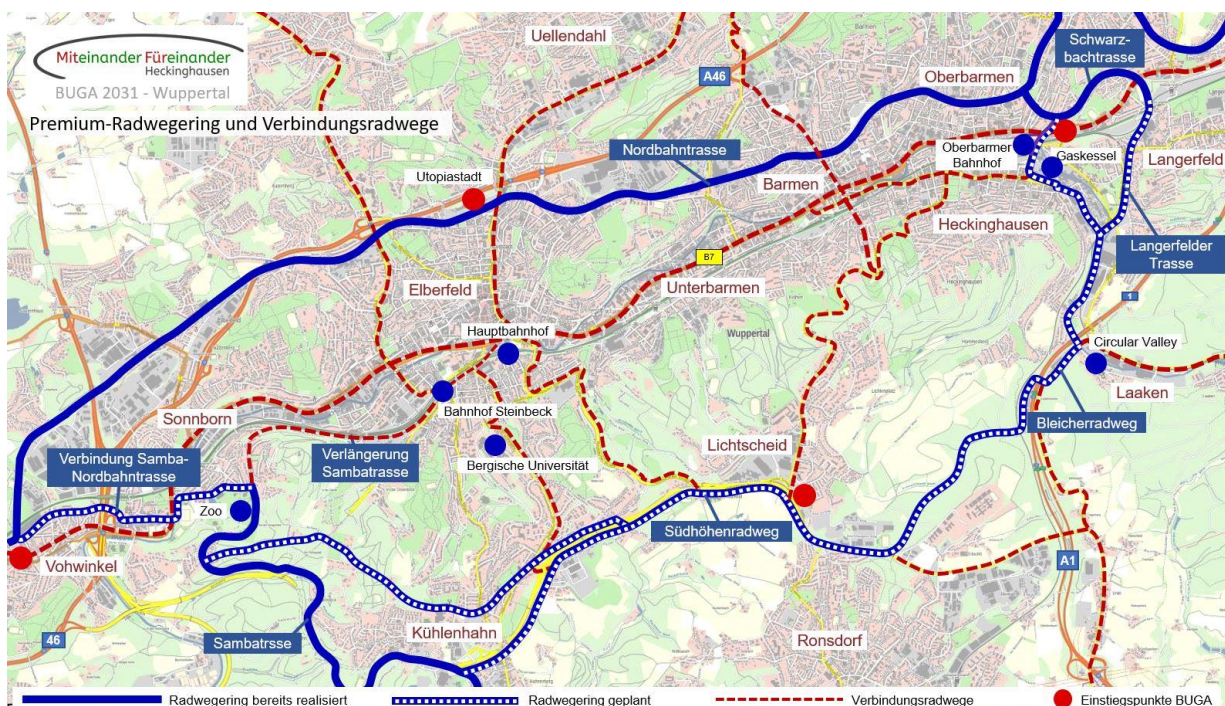 Miteinander Füreinander
Heckinghausen
BUGA 2031 - Wuppertal
Premium-Radwegering und Verbindungsradwege
Uellendahl
A46
Schwarz-
bachtrasse
Oberbarmen
Nordbahntrasse
Utopiastadt
Oberbarmer
Bahnhof
Gaskessel
Langerfeld
Barmen
Heckinghausen
Langerfelder
Trasse
B7
Elberfeld
Unterbarmen
Wuppertal
Heckinghausen
1
Hauptbahnhof
Circular Valley
Laaken
Sonnborn
Bahnhof Steinbeck
Bleicherradweg
Lichtscheid
Verbindung Samba-
Nordbahntrasse
Verlängerung
Sambatrasse
Bergische Universität
Zoo
Südhöhenradweg
Vohwinkel
A1
46
Sambatrsse
Kühlenhahn
Ronsdorf
Radwegering bereits realisiert
Radwegering geplant
Verbindungsradwege
Einstiegspunkte BUGA